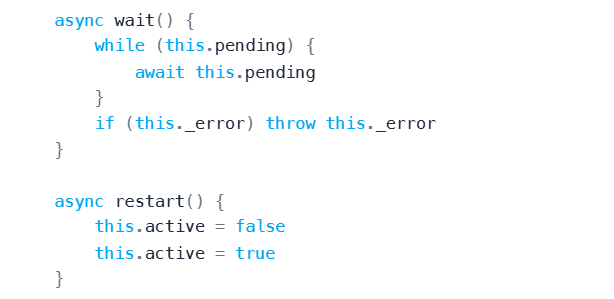 async wait() {
    while (this.pending) {
        await this.pending
    }
    if (this._error) throw this._error
}

async restart() {
    this.active = false
    this.active = true
}